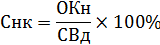 Снк = ОКн / СВд × 100%